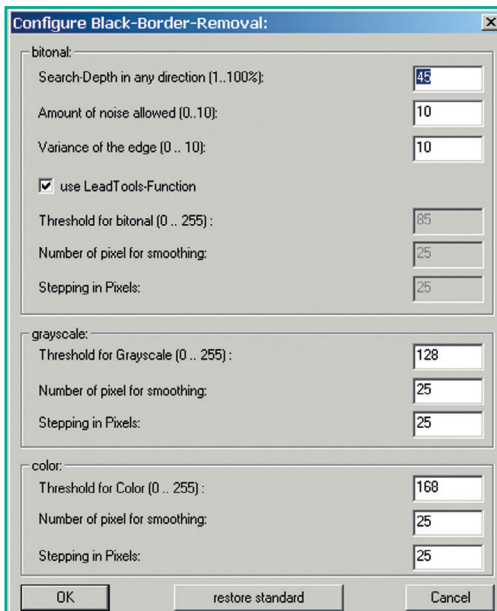 Configure Black-Border-Removal:
bitonal:
Search-Depth in any direction (1..100%): 45
Amount of noise allowed (0..10): 10
Variance of the edge (0 .. 10): 10
use LeadTools-Function
Threshold for bitonal (0 .. 255) : 85
Number of pixel for smoothing: 25
Stepping in Pixels: 25
grayscale:
Threshold for Grayscale (0 .. 255) : 128
Number of pixel for smoothing: 25
Stepping in Pixels: 25
color:
Threshold for Color (0 .. 255) : 168
Number of pixel for smoothing: 25
Stepping in Pixels: 25
OK restore standard Cancel